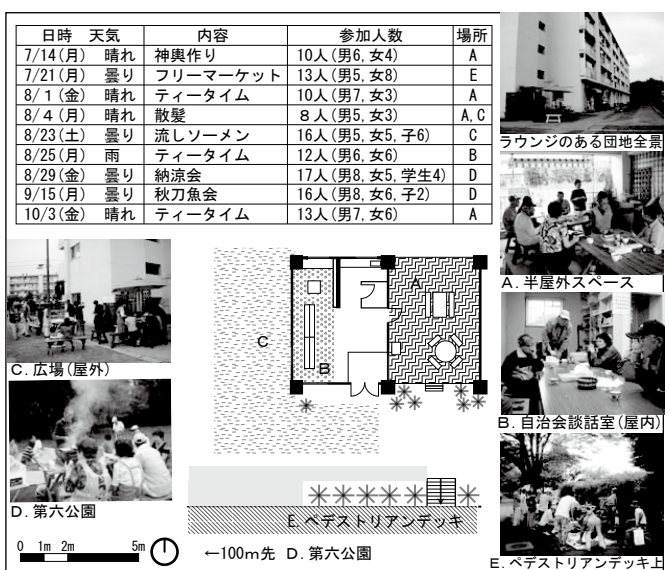 日時 天気 内容 参加人数 場所
7/14(月) 晴れ 神輿作り 10人(男6,女4) A
7/21(月) 曇り フリーマーケット 13人(男5,女8) E
8/ 1(金) 晴れ ティータイム 10人(男7,女3) A
8/ 4(月) 晴れ 散髪 8人(男5,女3) A,C
8/23(土) 曇り 流しソーメン 16人(男5,女5,子6) C
8/25(月) 雨 ティータイム 12人(男6,女6) B
8/29(金) 曇り 納涼会 17人(男8,女5,学生4) D
9/15(月) 曇り 秋刀魚会 16人(男8,女6,子2) D
10/3(金) 晴れ ティータイム 13人(男7,女6) A
ラウンジのある団地全景
A.半屋外スペース
C.広場(屋外)
A
C
B
B.自治会談話室(屋内)
D.第六公園
E.ペデストリアンデッキ
0 1m 2m 5m
←100m先 D.第六公園
E.ペデストリアンデッキ上